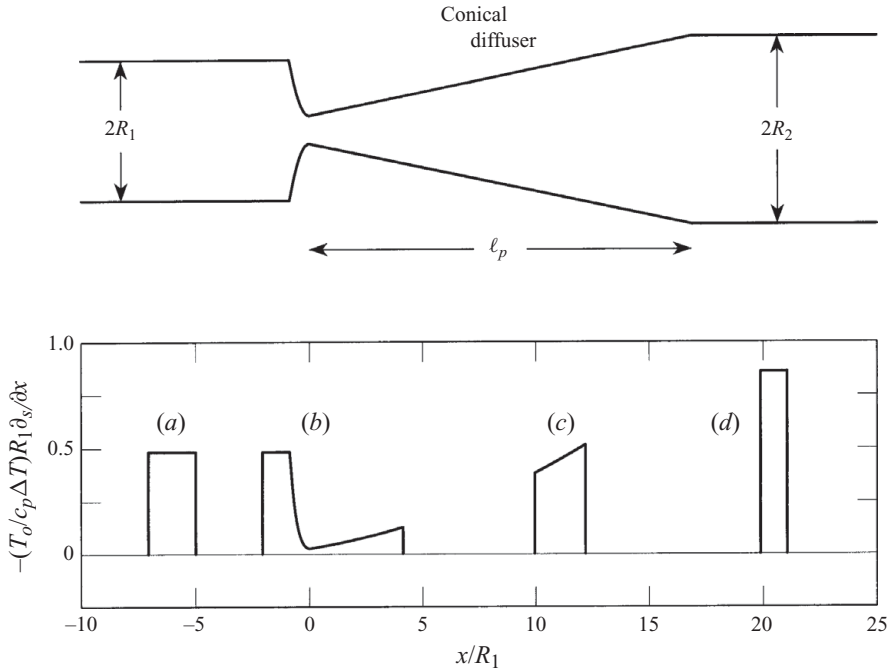 Conical
diffuser
2R₁
2R₂
ℓₚ
1.0
0.5
0
−(Tₒ/cₚΔT)R₁∂ₛ/∂x
(a)
(b)
(c)
(d)
−10
−5
0
5
10
15
20
25
x/R₁